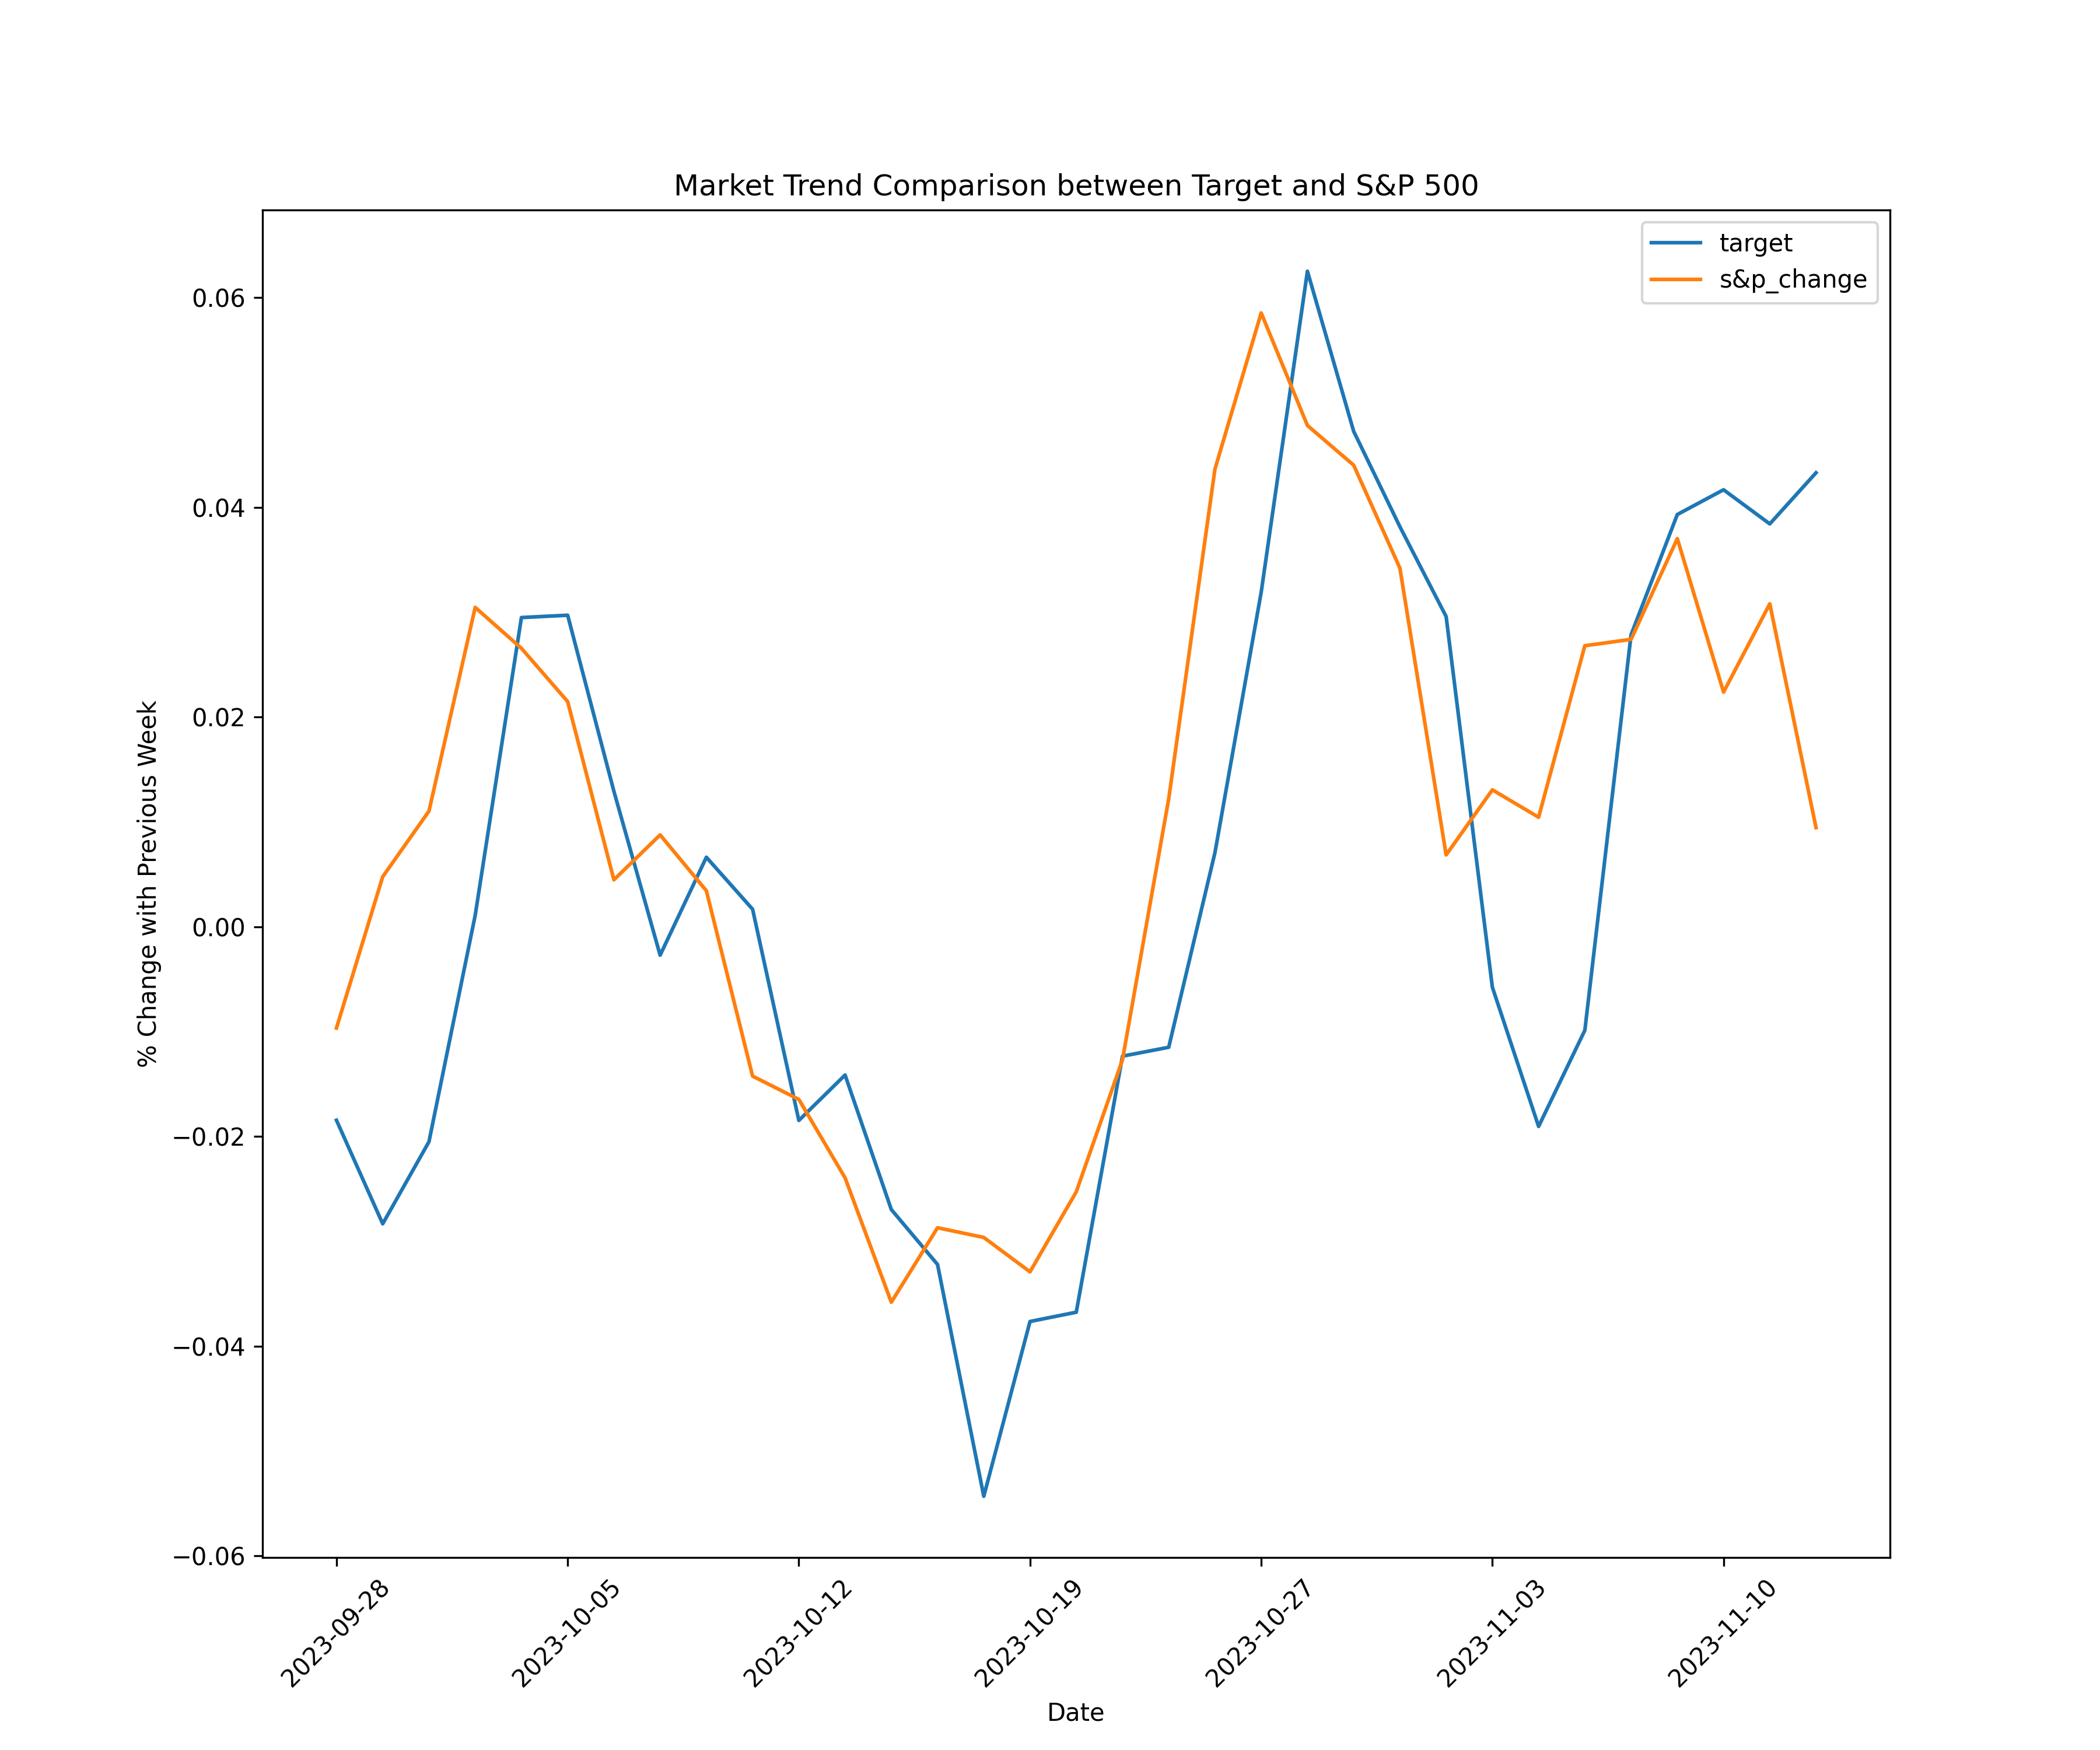 Market Trend Comparison between Target and S&P 500
target
s&p_change
% Change with Previous Week
0.06
0.04
0.02
0.00
−0.02
−0.04
−0.06
2023-09-28
2023-10-05
2023-10-12
2023-10-19
2023-10-27
2023-11-03
2023-11-10
Date